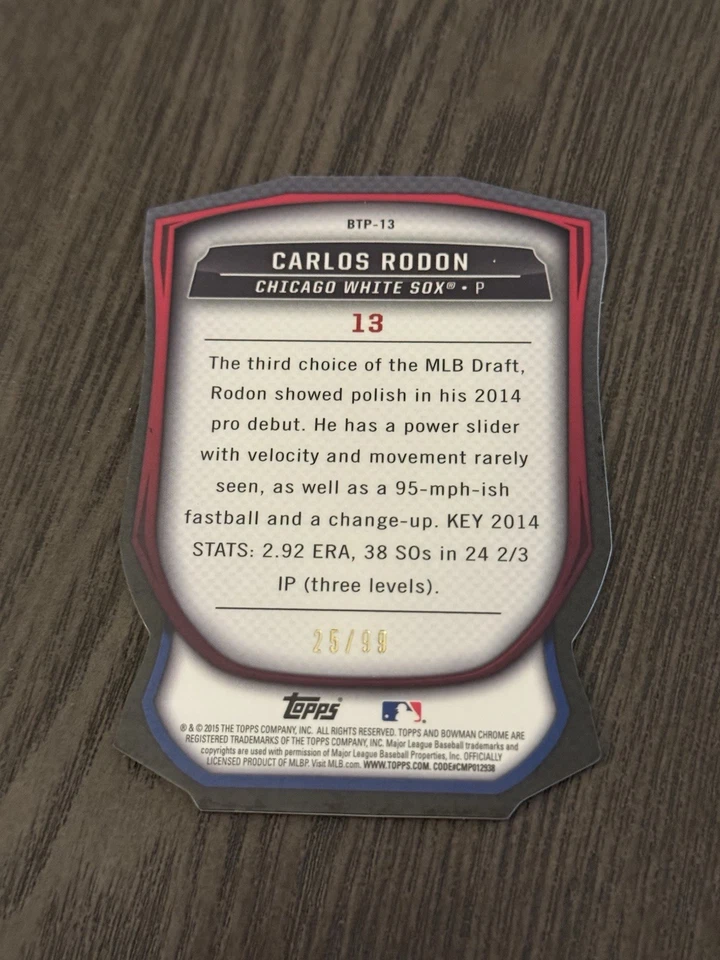 BTP-13
CARLOS RODON
CHICAGO WHITE SOX® • P
13
The third choice of the MLB Draft,
Rodon showed polish in his 2014
pro debut. He has a power slider
with velocity and movement rarely
seen, as well as a 95-mph-ish
fastball and a change-up. KEY 2014
STATS: 2.92 ERA, 38 SOs in 24 2/3
IP (three levels).
25/99
topps®
® & © 2015 THE TOPPS COMPANY, INC. ALL RIGHTS RESERVED. TOPPS AND BOWMAN CHROME ARE
REGISTERED TRADEMARKS OF THE TOPPS COMPANY, INC. Major League Baseball trademarks and
copyrights are used with permission of Major League Baseball Properties, Inc. OFFICIALLY
LICENSED PRODUCT OF MLBP. Visit MLB.com. WWW.TOPPS.COM. CODE#CMP012938